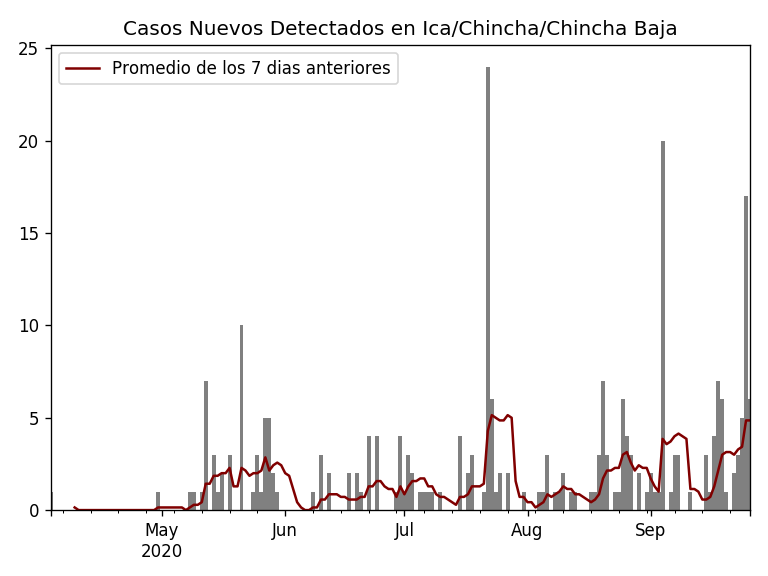 Casos Nuevos Detectados en Ica/Chincha/Chincha Baja
Promedio de los 7 dias anteriores
25
20
15
10
5
0
May Jun Jul Aug Sep
2020